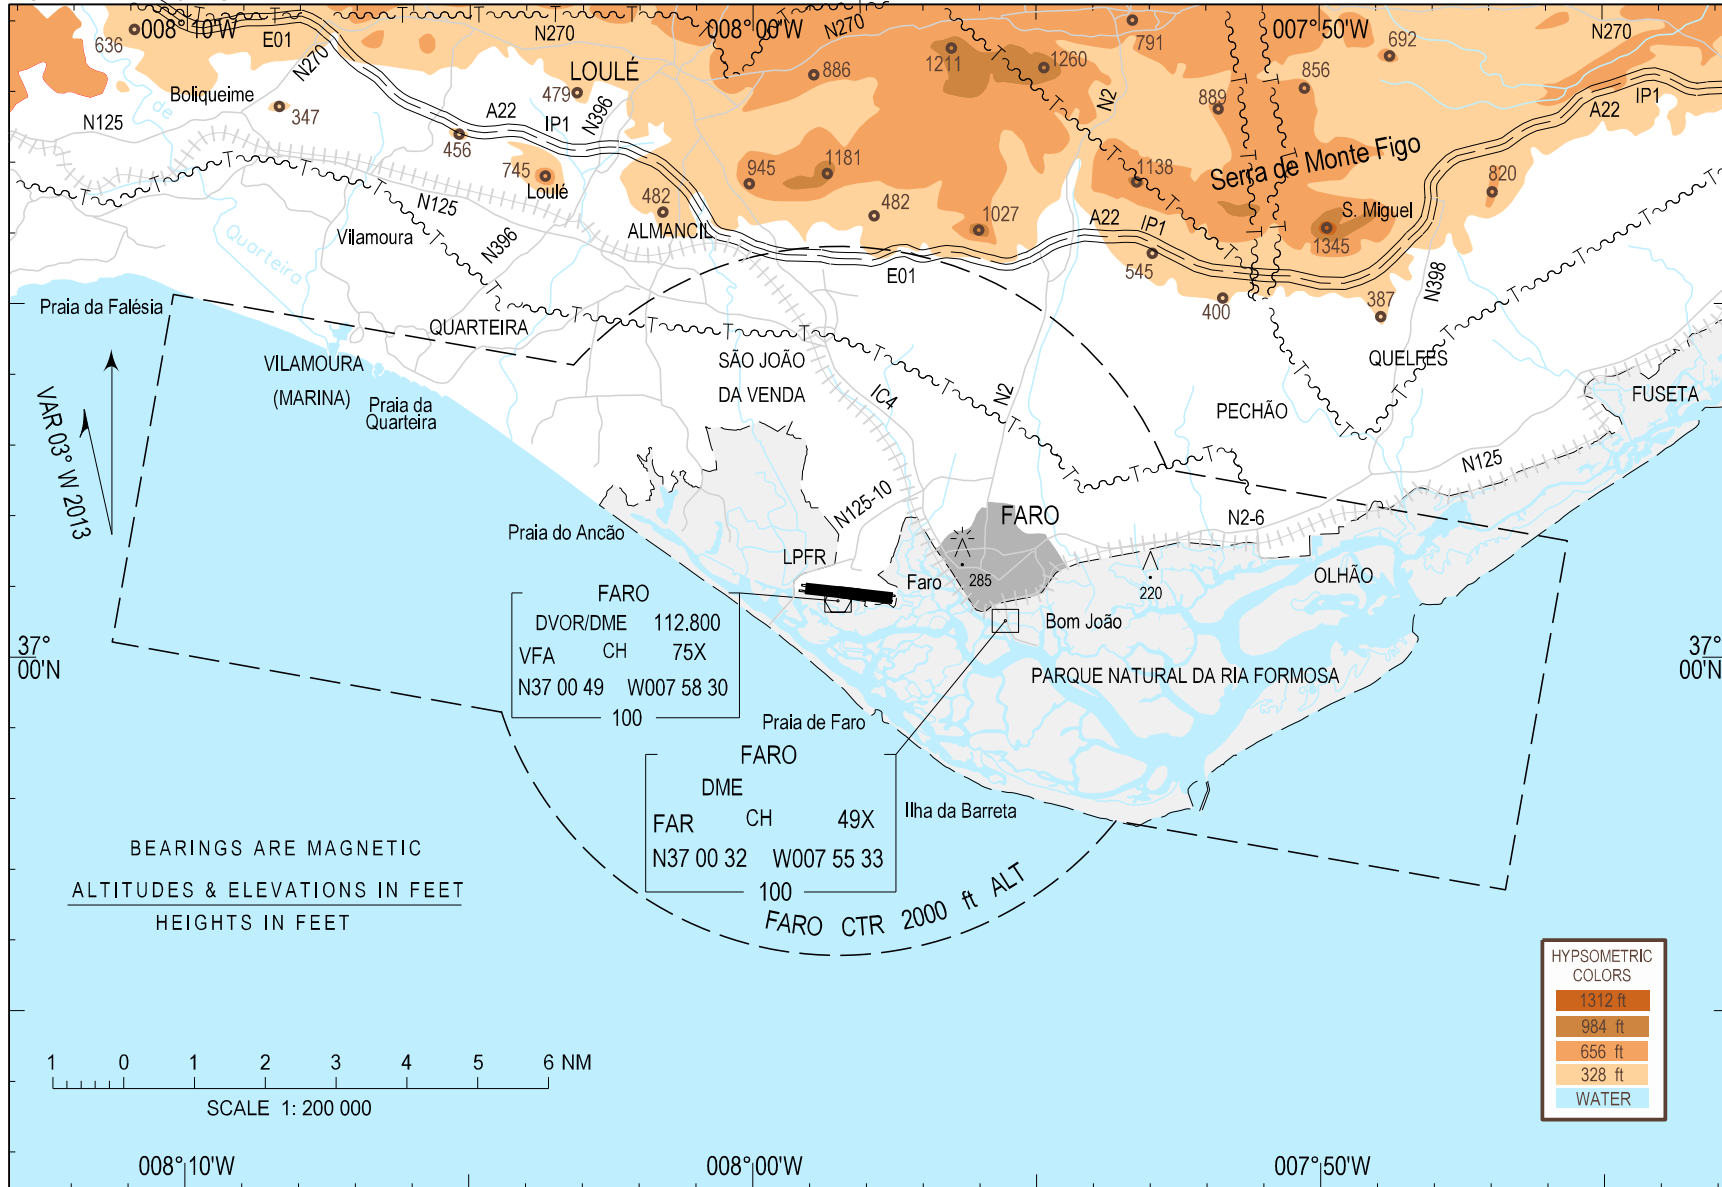 008°10'W
008°00'W
007°50'W
636
E01
N270
N270
N270
791
692
N270
LOULÉ
886
1211
1260
856
Boliqueime
N270
479
N396
N2
889
A22
IP1
347
N125
A22
IP1
456
745
Loulé
945
1181
1138
Serra de Monte Figo
820
de
Quarteira
N125
482
ALMANCIL
482
1027
A22
IP1
S. Miguel
1345
Vilamoura
N396
E01
545
400
387
N398
Praia da Falésia
QUARTEIRA
VILAMOURA
(MARINA)
SÃO JOÃO
DA VENDA
IC4
N2
QUELFES
FUSETA
PECHÃO
VAR 03° W 2013
Praia da
Quarteira
N125
N125-10
FARO
N2-6
Praia do Ancão
LPFR
Faro
285
220
OLHÃO
Bom João
FARO
DVOR/DME 112.800
VFA CH 75X
N37 00 49 W007 58 30
100
37°
00'N
37°
00'N
PARQUE NATURAL DA RIA FORMOSA
Praia de Faro
FARO
DME
FAR CH 49X
N37 00 32 W007 55 33
100
Ilha da Barreta
FARO CTR 2000 ft ALT
BEARINGS ARE MAGNETIC
ALTITUDES & ELEVATIONS IN FEET
HEIGHTS IN FEET
HYPSOMETRIC
COLORS
1312 ft
984 ft
656 ft
328 ft
WATER
1 0 1 2 3 4 5 6 NM
SCALE 1: 200 000
008°10'W
008°00'W
007°50'W